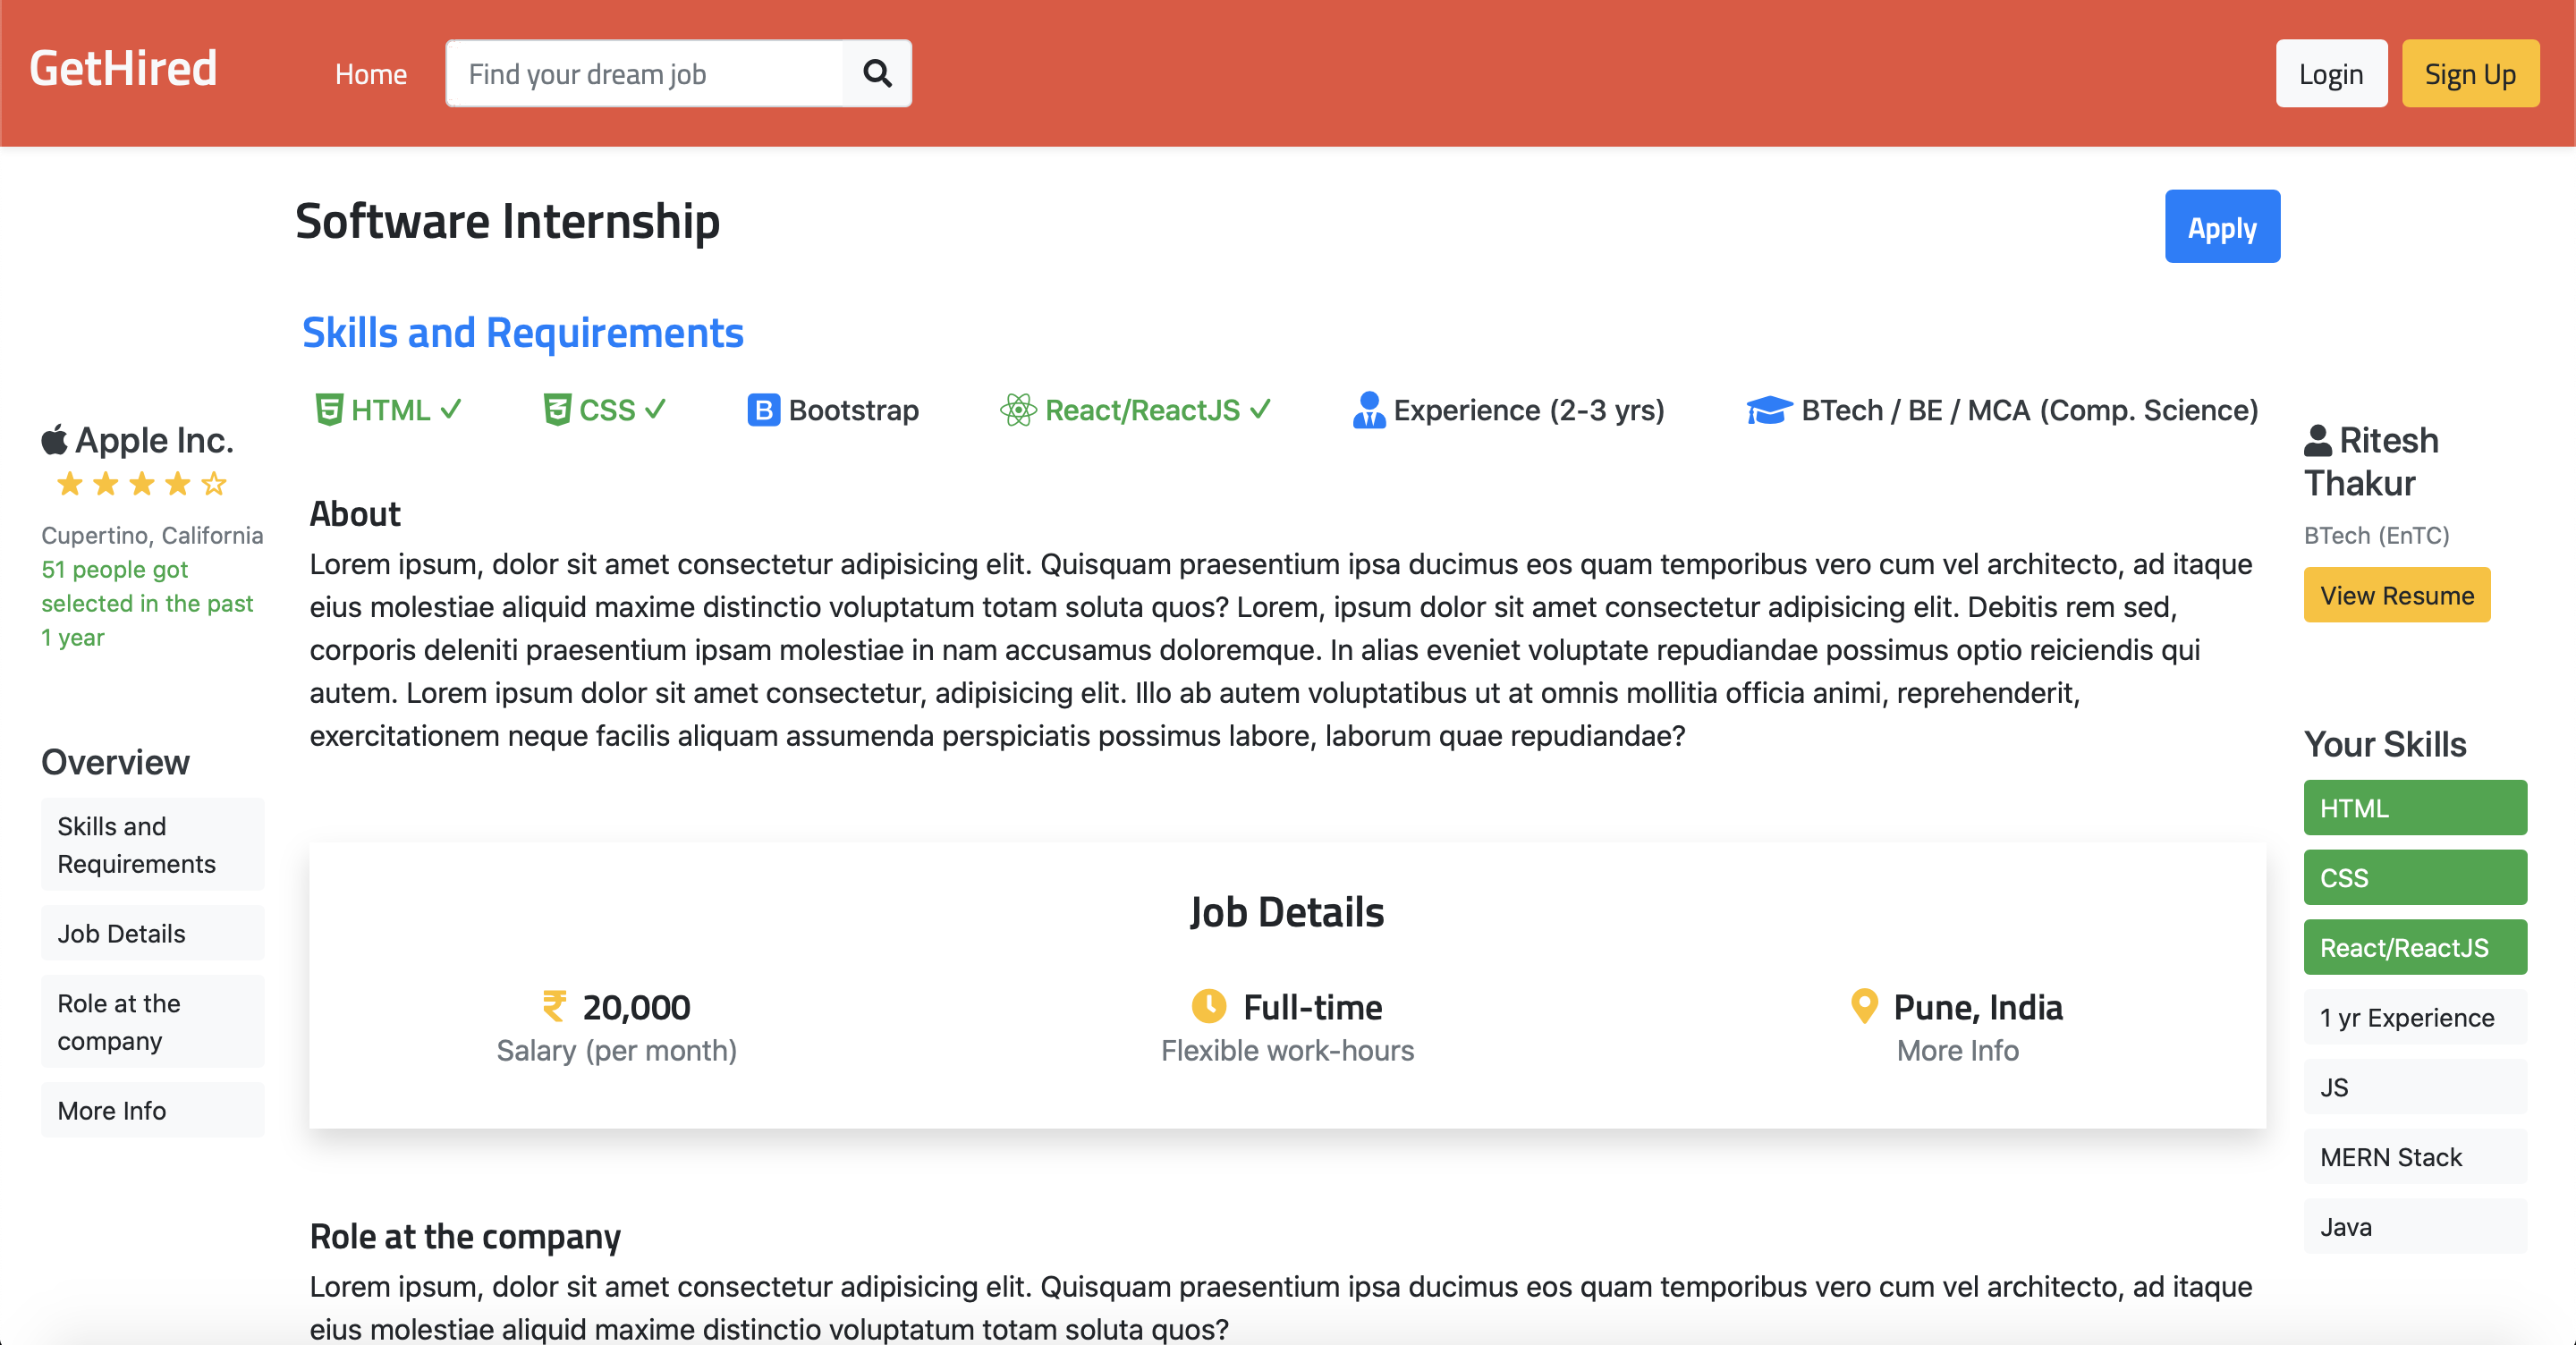 GetHired
Home
Find your dream job
Login
Sign Up
Software Internship
Apply
Skills and Requirements
HTML ✓
CSS ✓
B Bootstrap
React/ReactJS ✓
Experience (2-3 yrs)
BTech / BE / MCA (Comp. Science)
Apple Inc.
Cupertino, California
51 people got
selected in the past
1 year
Overview
Skills and
Requirements
Job Details
Role at the
company
More Info
About
Lorem ipsum, dolor sit amet consectetur adipisicing elit. Quisquam praesentium ipsa ducimus eos quam temporibus vero cum vel architecto, ad itaque
eius molestiae aliquid maxime distinctio voluptatum totam soluta quos? Lorem, ipsum dolor sit amet consectetur adipisicing elit. Debitis rem sed,
corporis deleniti praesentium ipsam molestiae in nam accusamus doloremque. In alias eveniet voluptate repudiandae possimus optio reiciendis qui
autem. Lorem ipsum dolor sit amet consectetur, adipisicing elit. Illo ab autem voluptatibus ut at omnis mollitia officia animi, reprehenderit,
exercitationem neque facilis aliquam assumenda perspiciatis possimus labore, laborum quae repudiandae?
Job Details
₹ 20,000
Salary (per month)
Full-time
Flexible work-hours
Pune, India
More Info
Role at the company
Lorem ipsum, dolor sit amet consectetur adipisicing elit. Quisquam praesentium ipsa ducimus eos quam temporibus vero cum vel architecto, ad itaque
eius molestiae aliquid maxime distinctio voluptatum totam soluta quos?
Ritesh
Thakur
BTech (EnTC)
View Resume
Your Skills
HTML
CSS
React/ReactJS
1 yr Experience
JS
MERN Stack
Java